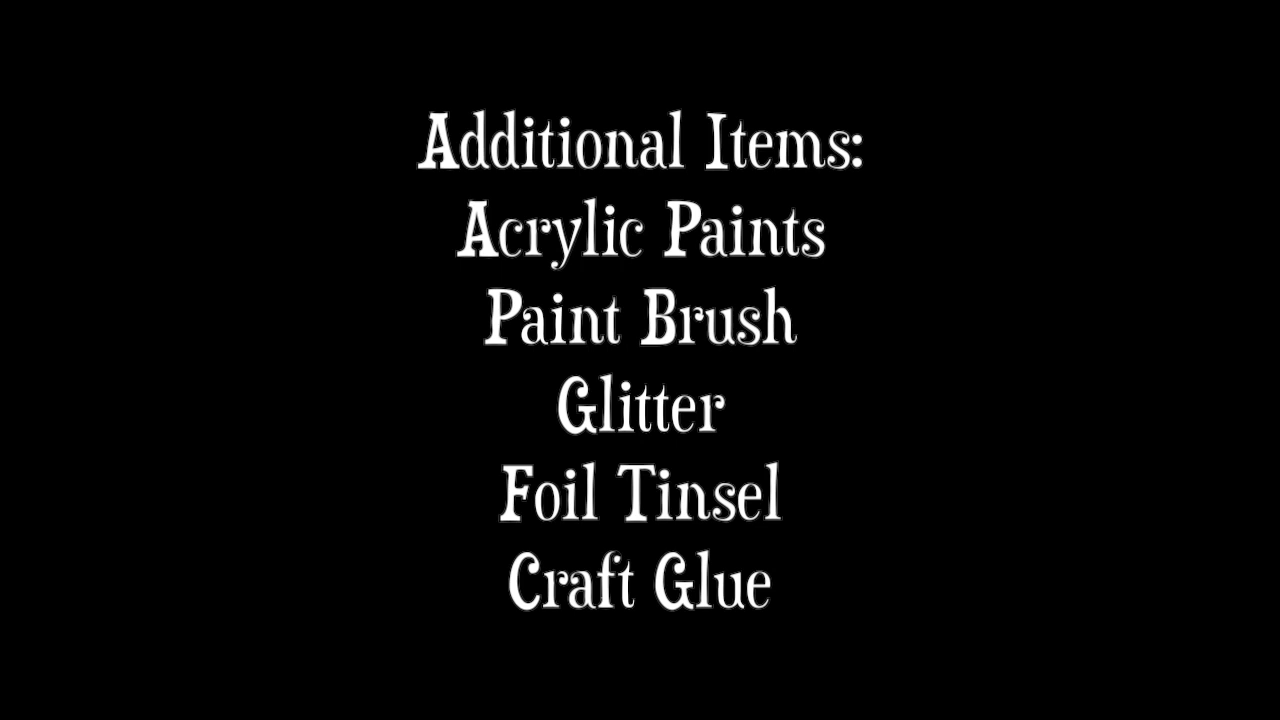 Additional Items:
Acrylic Paints
Paint Brush
Glitter
Foil Tinsel
Craft Glue